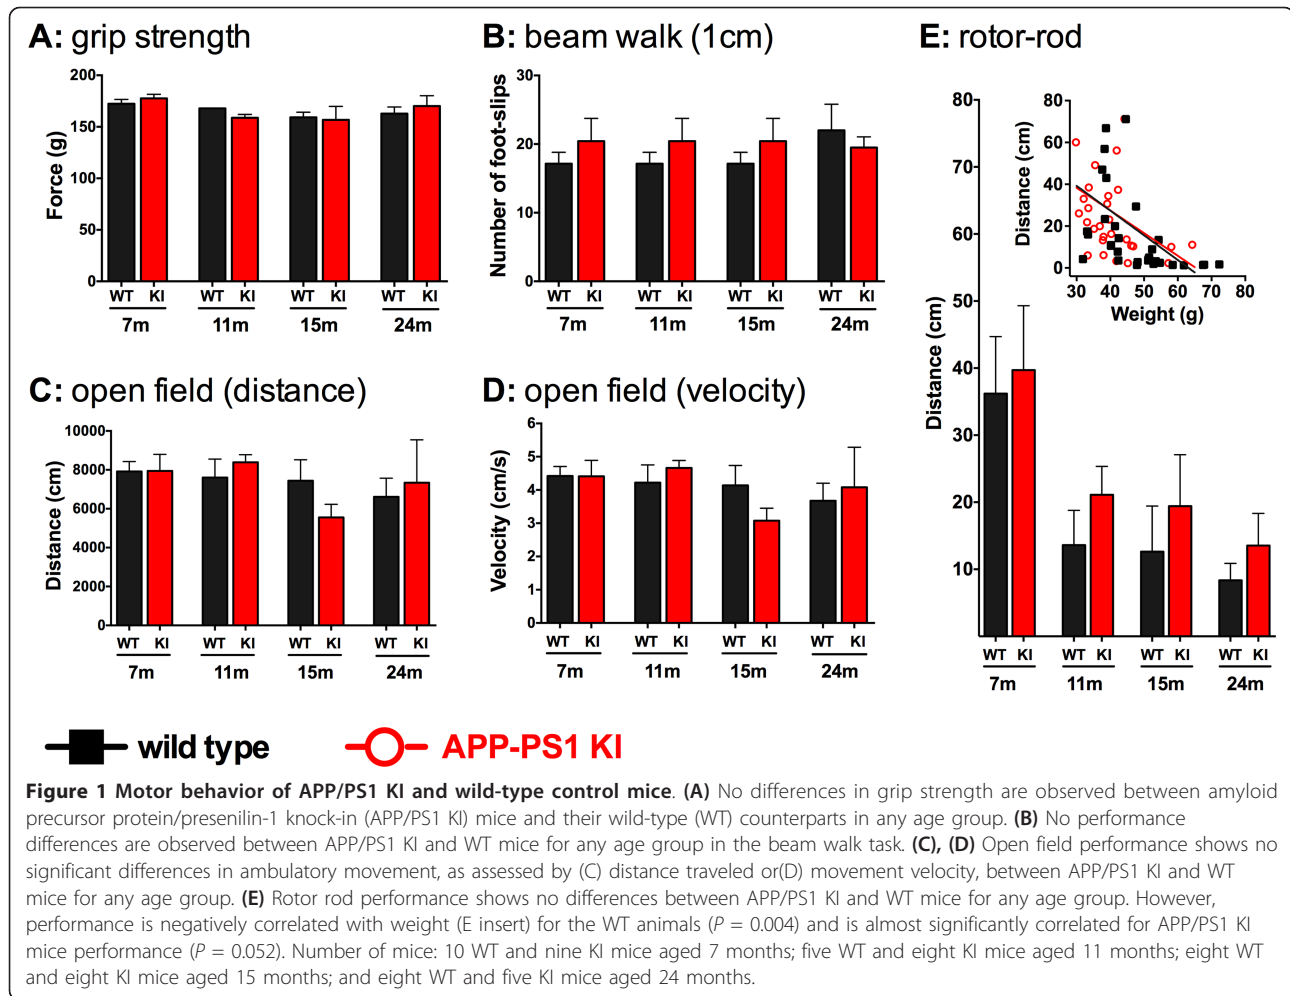 A: grip strength
Force (g)
200
150
100
50
0
WT KI WT KI WT KI WT KI
7m 11m 15m 24m
B: beam walk (1cm)
Number of foot-slips
30
20
10
0
WT KI WT KI WT KI WT KI
7m 11m 15m 24m
C: open field (distance)
Distance (cm)
10000
8000
6000
4000
2000
0
WT KI WT KI WT KI WT KI
7m 11m 15m 24m
D: open field (velocity)
Velocity (cm/s)
6
5
4
3
2
1
0
WT KI WT KI WT KI WT KI
7m 11m 15m 24m
E: rotor-rod
Distance (cm)
80
70
60
50
40
30
20
10
WT KI WT KI WT KI WT KI
7m 11m 15m 24m
Distance (cm)
80
60
40
20
0
30 40 50 60 70 80
Weight (g)
wild type APP-PS1 KI
Figure 1 Motor behavior of APP/PS1 KI and wild-type control mice. (A) No differences in grip strength are observed between amyloid
precursor protein/presenilin-1 knock-in (APP/PS1 KI) mice and their wild-type (WT) counterparts in any age group. (B) No performance
differences are observed between APP/PS1 KI and WT mice for any age group in the beam walk task. (C), (D) Open field performance shows no
significant differences in ambulatory movement, as assessed by (C) distance traveled or(D) movement velocity, between APP/PS1 KI and WT
mice for any age group. (E) Rotor rod performance shows no differences between APP/PS1 KI and WT mice for any age group. However,
performance is negatively correlated with weight (E insert) for the WT animals (P = 0.004) and is almost significantly correlated for APP/PS1 KI
mice performance (P = 0.052). Number of mice: 10 WT and nine KI mice aged 7 months; five WT and eight KI mice aged 11 months; eight WT
and eight KI mice aged 15 months; and eight WT and five KI mice aged 24 months.